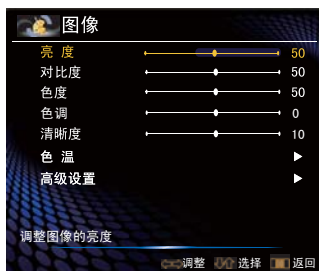 图像
亮 度 50
对比度 50
色度 50
色调 0
清晰度 10
色 温
高级设置
调整图像的亮度
调整 选择 返回